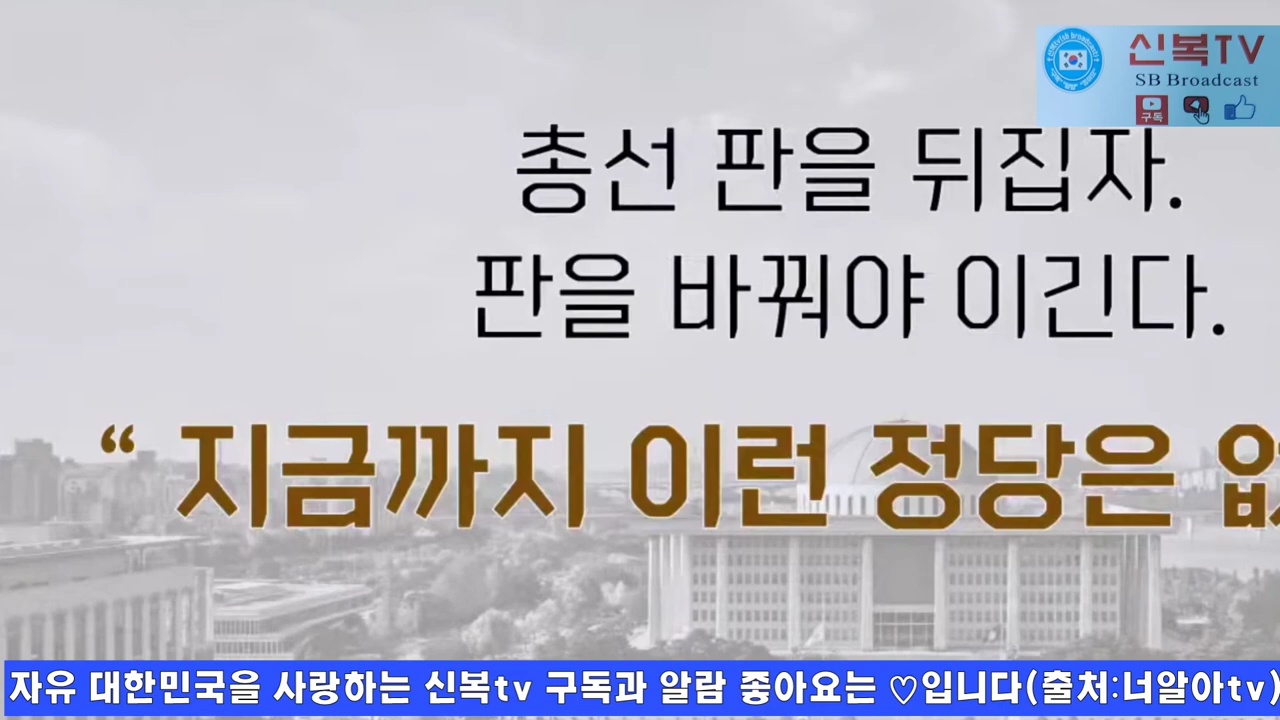 신복TV
SB Broadcast
구독
총선 판을 뒤집자.
판을 바꿔야 이긴다.
“ 지금까지 이런 정당은
자유 대한민국을 사랑하는 신복tv 구독과 알람 좋아요는 ♡입니다(출처:너알아tv)